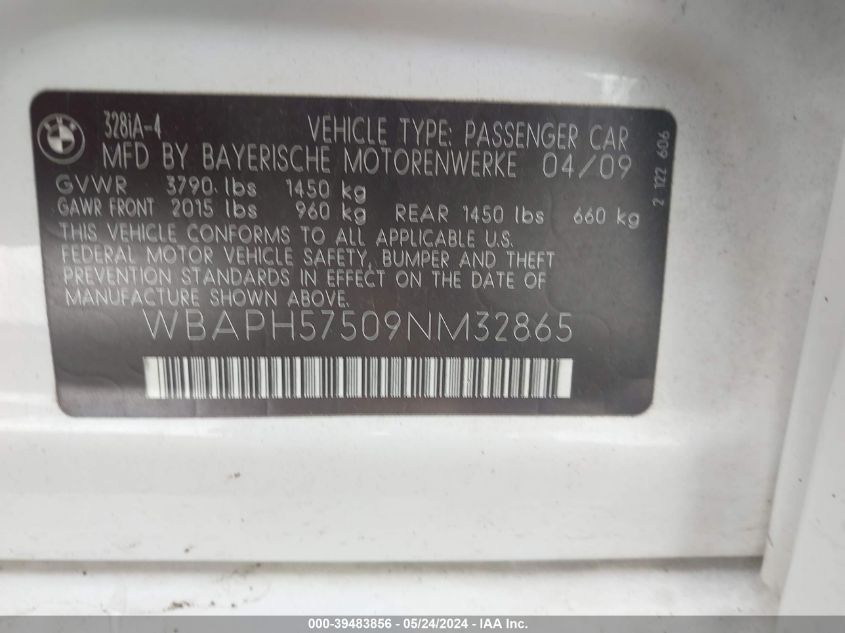 328iA-4
VEHICLE TYPE: PASSENGER CAR
MFD BY BAYERISCHE MOTORENWERKE 04/09
GVWR 3790 lbs 1450 kg
GAWR FRONT 2015 lbs 960 kg REAR 1450 lbs 660 kg
THIS VEHICLE CONFORMS TO ALL APPLICABLE U.S.
FEDERAL MOTOR VEHICLE SAFETY, BUMPER AND THEFT
PREVENTION STANDARDS IN EFFECT ON THE DATE OF
MANUFACTURE SHOWN ABOVE.
WBAPH57509NM32865
2 122 606
000-39483856 - 05/24/2024 - IAA Inc.